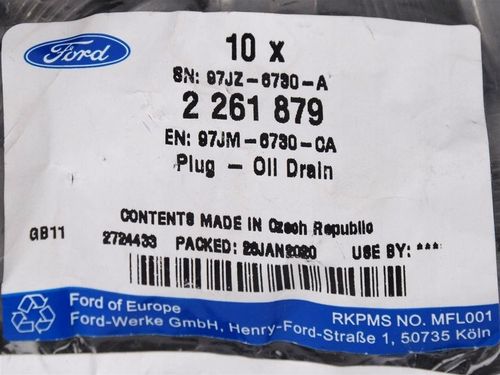 Ford
10 x
SN: 97JZ-6730-A
2 261 879
EN: 97JM-6730-CA
Plug - Oil Drain
CONTENTS MADE IN Czech Republic
GB11
2724433 PACKED: 28JAN2020 USE BY: ***
Ford of Europe
Ford-Werke GmbH, Henry-Ford-Straße 1, 50735 Köln
RKPMS NO. MFL001